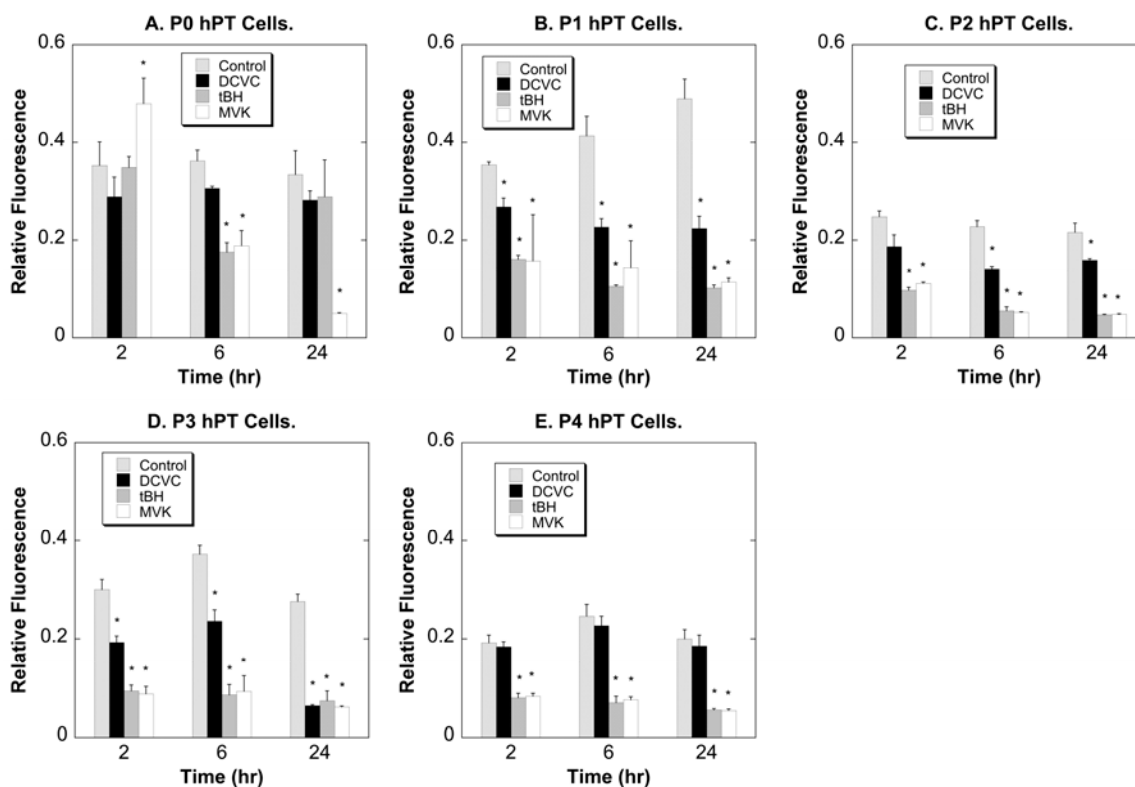 A. P0 hPT Cells.
0.6
0.4
0.2
0
Relative Fluorescence
Control
DCVC
tBH
MVK
*
* *
*
2 6 24
Time (hr)
B. P1 hPT Cells.
0.6
0.4
0.2
0
Relative Fluorescence
Control
DCVC
tBH
MVK
* * *
* * *
* * *
2 6 24
Time (hr)
C. P2 hPT Cells.
0.6
0.4
0.2
0
Relative Fluorescence
Control
DCVC
tBH
MVK
* *
* * *
* * *
2 6 24
Time (hr)
D. P3 hPT Cells.
0.6
0.4
0.2
0
Relative Fluorescence
Control
DCVC
tBH
MVK
* * *
* * *
* * *
2 6 24
Time (hr)
E. P4 hPT Cells.
0.6
0.4
0.2
0
Relative Fluorescence
Control
DCVC
tBH
MVK
* *
* *
* *
2 6 24
Time (hr)